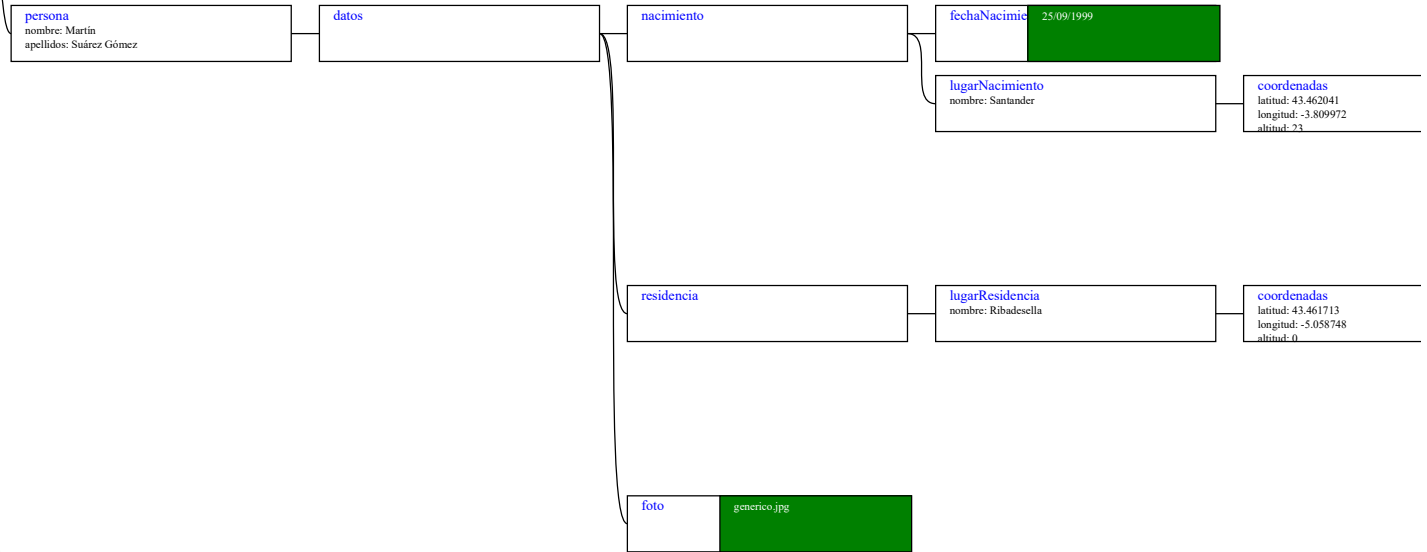 persona
nombre: Martín
apellidos: Suárez Gómez
datos
nacimiento
fechaNacimie
25/09/1999
lugarNacimiento
nombre: Santander
coordenadas
latitud: 43.462041
longitud: -3.809972
altitud: 23
residencia
lugarResidencia
nombre: Ribadesella
coordenadas
latitud: 43.461713
longitud: -5.058748
altitud: 0
foto
generico.jpg